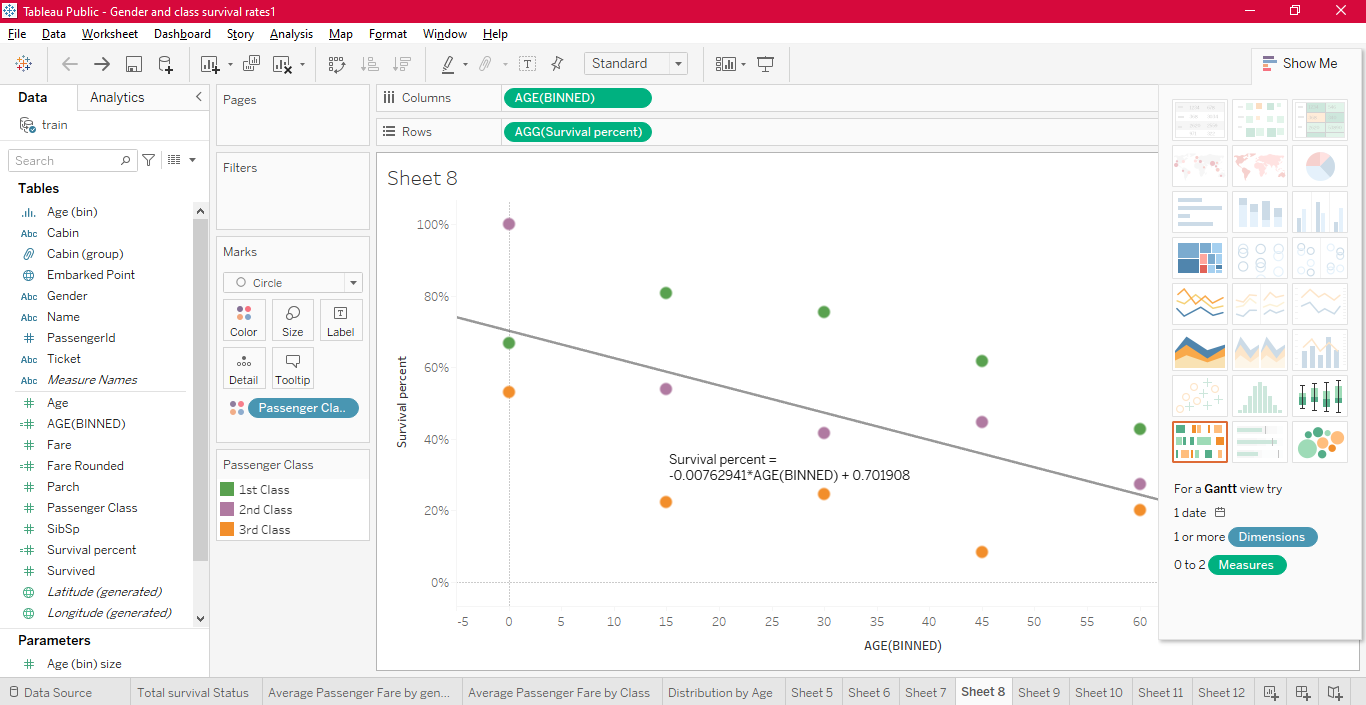 Tableau Public - Gender and class survival rates1
File Data Worksheet Dashboard Story Analysis Map Format Window Help
Standard
Show Me
Data Analytics
train
Search
Tables
Age (bin)
Abc Cabin
Cabin (group)
Embarked Point
Abc Gender
Abc Name
PassengerId
Abc Ticket
Abc Measure Names
Age
AGE(BINNED)
Fare
Fare Rounded
Parch
Passenger Class
SibSp
Survival percent
Survived
Latitude (generated)
Longitude (generated)
Parameters
Age (bin) size
Pages
Filters
Marks
Circle
Color Size Label
Detail Tooltip
Passenger Cla..
Passenger Class
1st Class
2nd Class
3rd Class
Columns AGE(BINNED)
Rows AGG(Survival percent)
Sheet 8
100%
80%
60%
40%
20%
0%
Survival percent
Survival percent =
-0.00762941*AGE(BINNED) + 0.701908
-5 0 5 10 15 20 25 30 35 40 45 50 55 60
AGE(BINNED)
For a Gantt view try
1 date
1 or more Dimensions
0 to 2 Measures
Data Source Total survival Status Average Passenger Fare by gen... Average Passenger Fare by Class Distribution by Age Sheet 5 Sheet 6 Sheet 7 Sheet 8 Sheet 9 Sheet 10 Sheet 11 Sheet 12